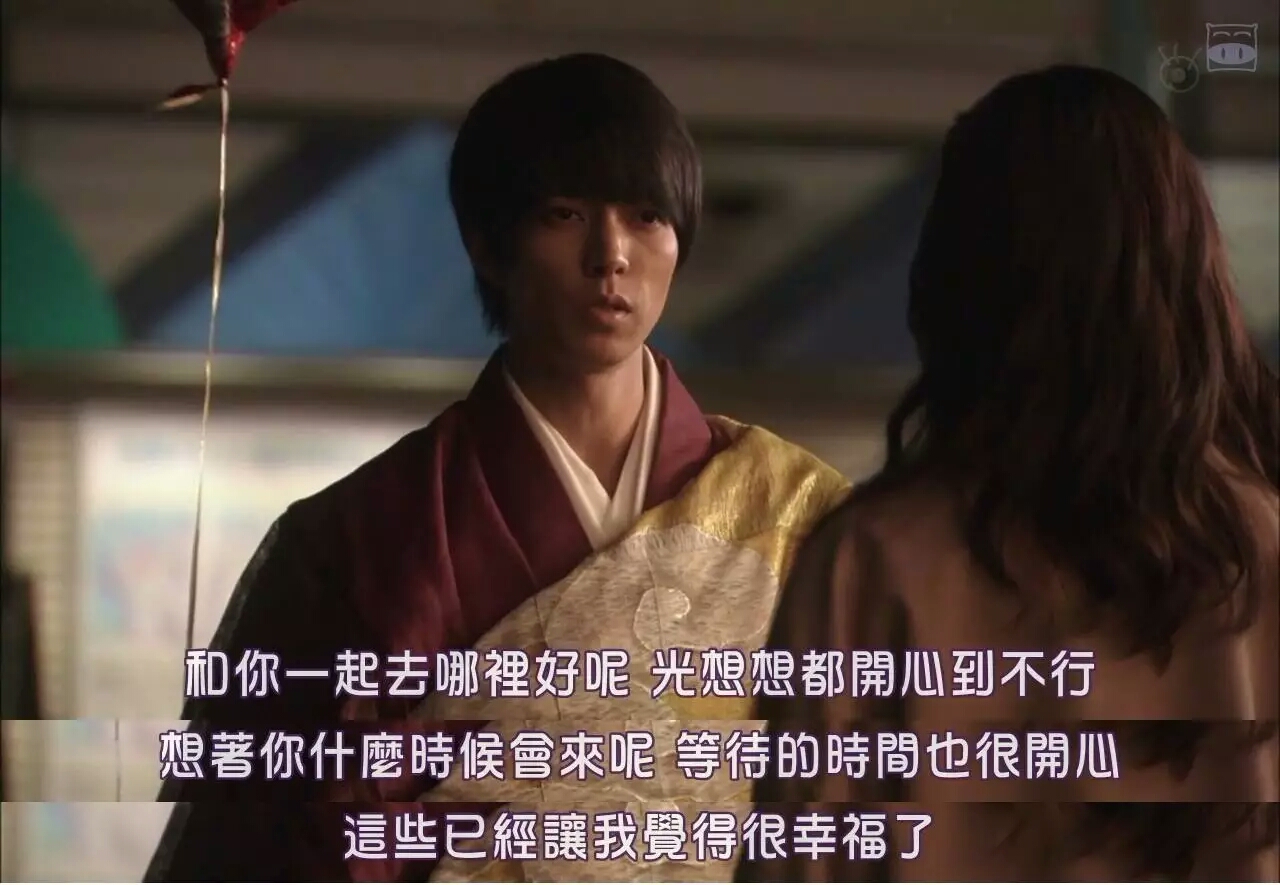 和你一起去哪裡好呢 光想想都開心到不行
想著你什麼時候會來呢 等待的時間也很開心
這些已經讓我覺得很幸福了